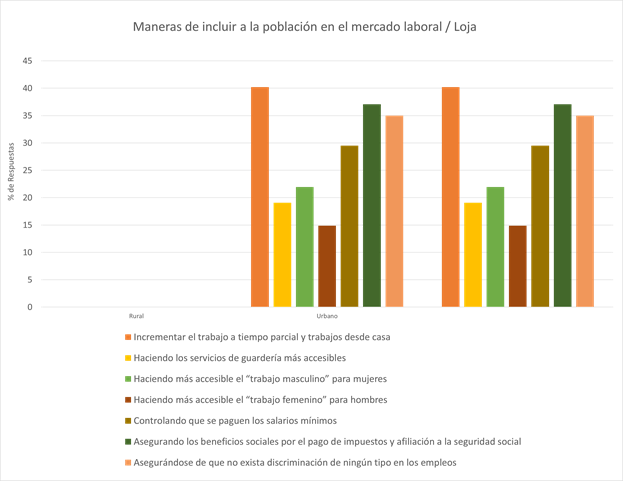 Maneras de incluir a la población en el mercado laboral / Loja
45
40
35
30
25
20
15
10
5
0
% de Respuestas
Rural
Urbano
Incrementar el trabajo a tiempo parcial y trabajos desde casa
Haciendo los servicios de guardería más accesibles
Haciendo más accesible el “trabajo masculino” para mujeres
Haciendo más accesible el “trabajo femenino” para hombres
Controlando que se paguen los salarios mínimos
Asegurando los beneficios sociales por el pago de impuestos y afiliación a la seguridad social
Asegurándose de que no exista discriminación de ningún tipo en los empleos